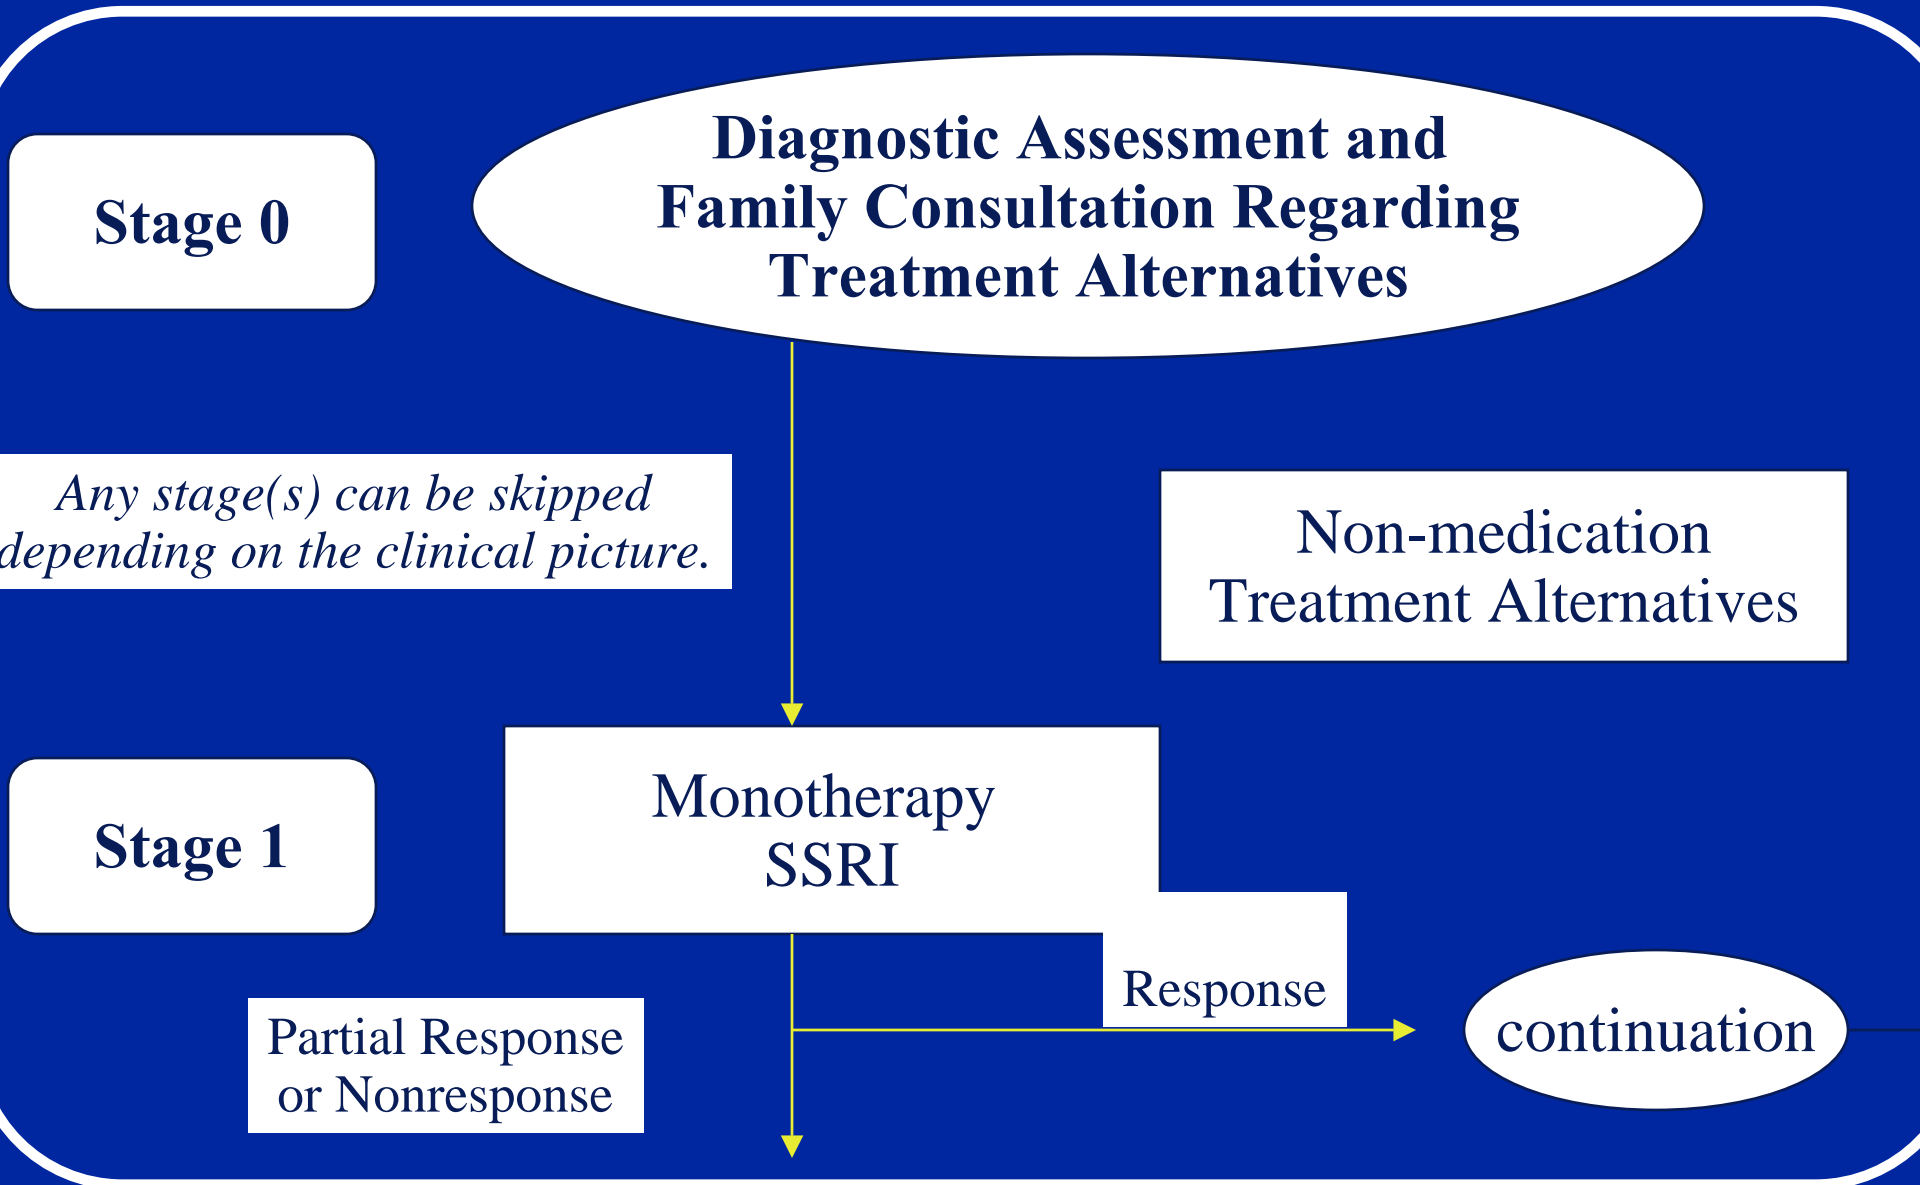 Diagnostic Assessment and
Family Consultation Regarding
Treatment Alternatives
Stage 0
Any stage(s) can be skipped
depending on the clinical picture.
Non-medication
Treatment Alternatives
Monotherapy
SSRI
Stage 1
Response
Partial Response
or Nonresponse
continuation